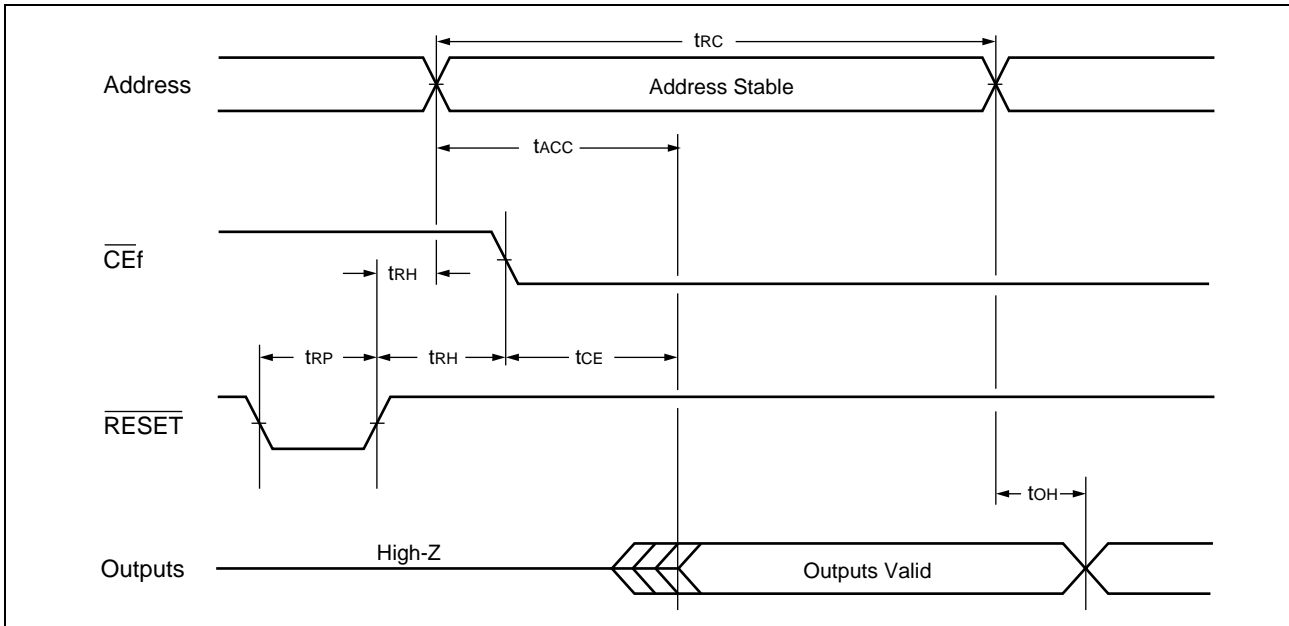 tRC
Address
Address Stable
tACC
CEf
tRH
tRP
tRH
tCE
RESET
tOH
High-Z
Outputs
Outputs Valid